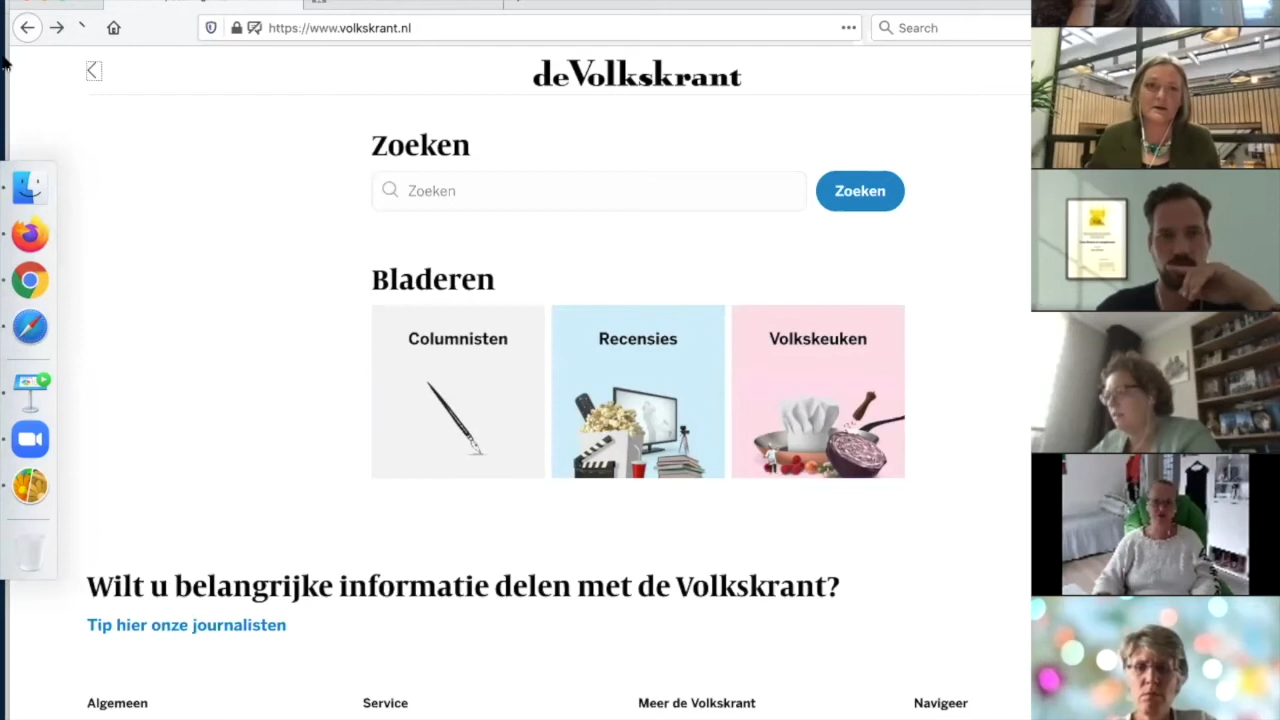 https://www.volkskrant.nl
Search
deVolkskrant
Zoeken
Zoeken
Zoeken
Bladeren
Columnisten
Recensies
Volkskeuken
Wilt u belangrijke informatie delen met de Volkskrant?
Tip hier onze journalisten
Algemeen
Service
Meer de Volkskrant
Navigeer